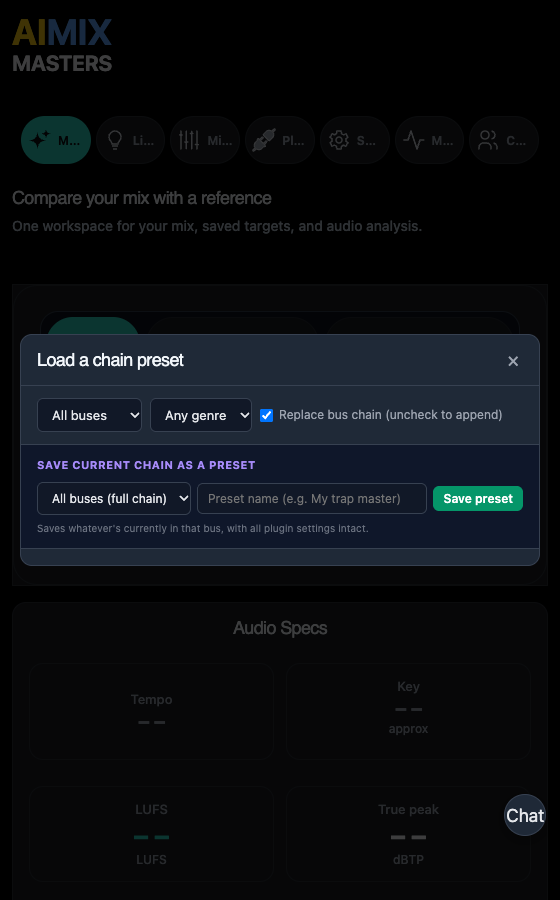 AIMIX
MASTERS
M... Li... Mi... Pl... S... M... C...
Compare your mix with a reference
One workspace for your mix, saved targets, and audio analysis.
Load a chain preset ×
All buses Any genre Replace bus chain (uncheck to append)
SAVE CURRENT CHAIN AS A PRESET
All buses (full chain) Preset name (e.g. My trap master) Save preset
Saves whatever's currently in that bus, with all plugin settings intact.
Audio Specs
Tempo
– –
Key
– –
approx
LUFS
– –
LUFS
True peak
– –
dBTP
Chat